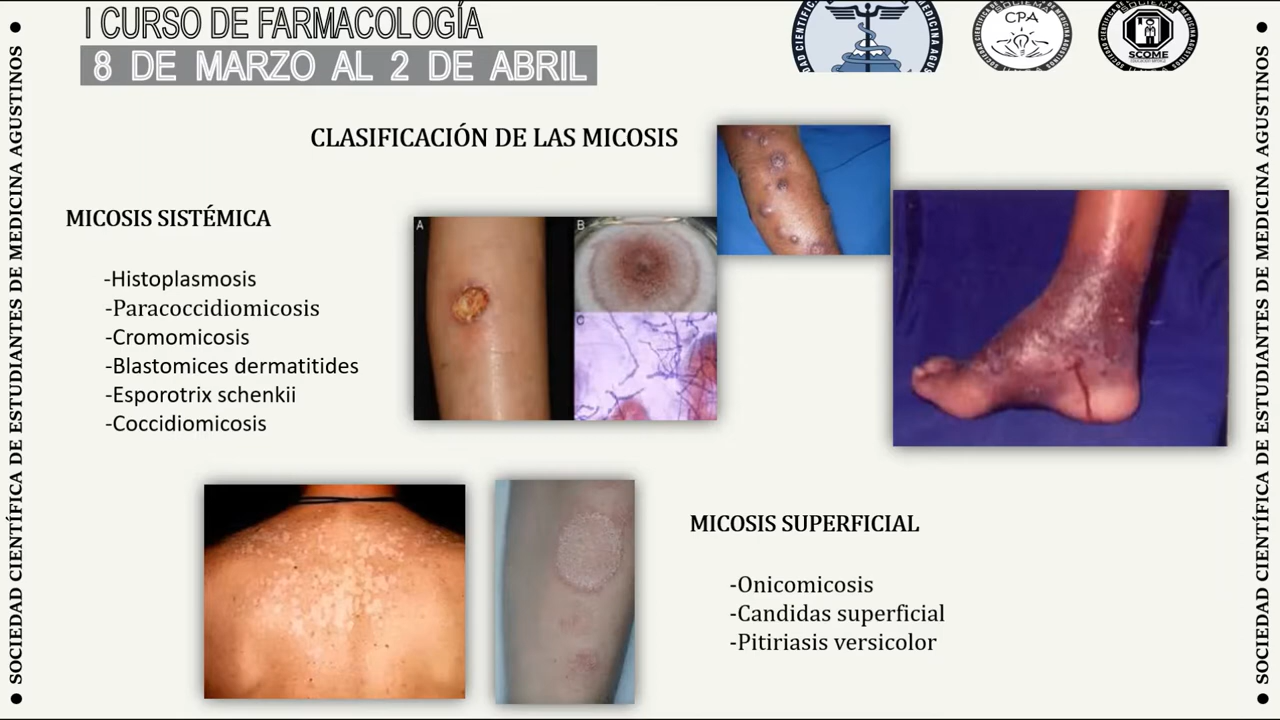 I CURSO DE FARMACOLOGÍA
8 DE MARZO AL 2 DE ABRIL
CPA
SCOME
SOCIEDAD CIENTÍFICA DE ESTUDIANTES DE MEDICINA AGUSTINOS
CLASIFICACIÓN DE LAS MICOSIS
MICOSIS SISTÉMICA
-Histoplasmosis
-Paracoccidiomicosis
-Cromomicosis
-Blastomices dermatitides
-Esporotrix schenkii
-Coccidiomicosis
A
B
C
MICOSIS SUPERFICIAL
-Onicomicosis
-Candidas superficial
-Pitiriasis versicolor
SOCIEDAD CIENTÍFICA DE ESTUDIANTES DE MEDICINA AGUSTINOS